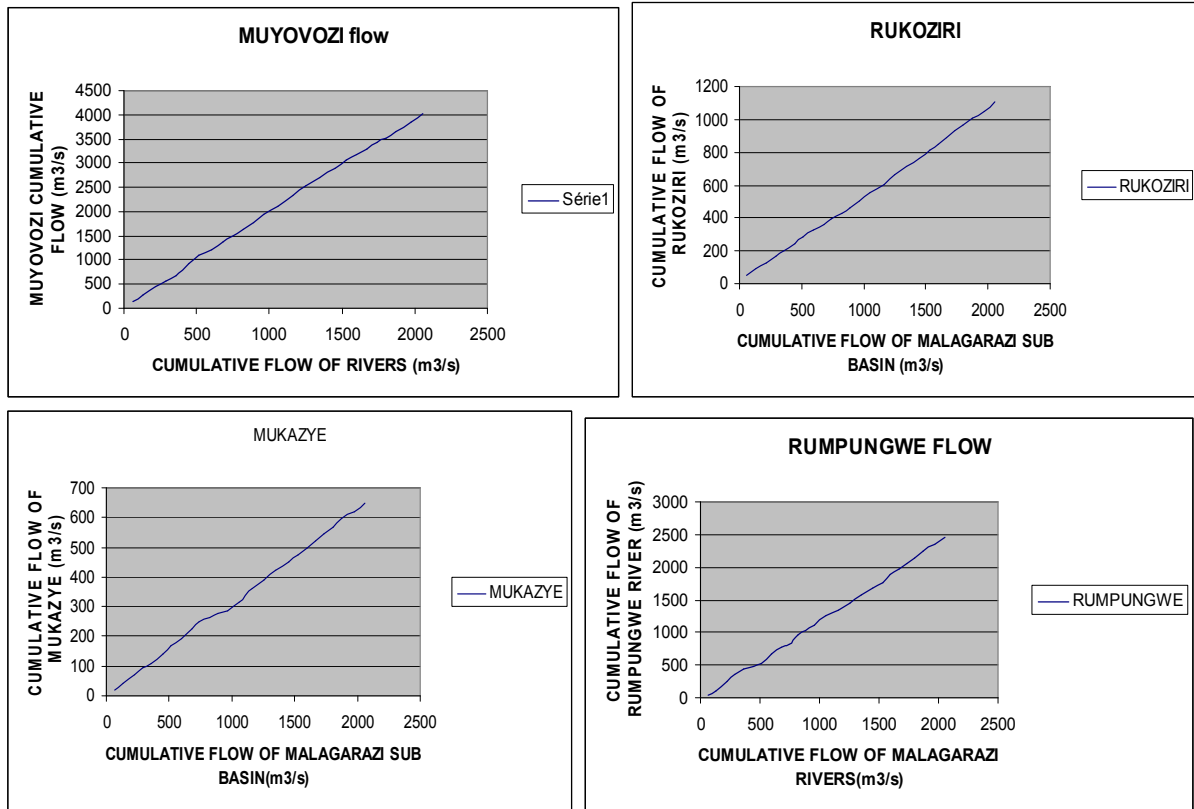 MUYOVOZI flow
MUYOVOZI CUMULATIVE
FLOW (m3/s)
4500
4000
3500
3000
2500
2000
1500
1000
500
0
0 500 1000 1500 2000 2500
CUMULATIVE FLOW OF RIVERS (m3/s)
Série1
RUKOZIRI
CUMULATIVE FLOW OF
RUKOZIRI (m3/s)
1200
1000
800
600
400
200
0
0 500 1000 1500 2000 2500
CUMULATIVE FLOW OF MALAGARAZI SUB
BASIN (m3/s)
RUKOZIRI
MUKAZYE
CUMULATIVE FLOW OF
MUKAZYE (m3/s)
700
600
500
400
300
200
100
0
0 500 1000 1500 2000 2500
CUMULATIVE FLOW OF MALAGARAZI SUB
BASIN(m3/s)
MUKAZYE
RUMPUNGWE FLOW
CUMULATIVE FLOW OF
RUMPUNGWE RIVER (m3/s)
3000
2500
2000
1500
1000
500
0
0 500 1000 1500 2000 2500
CUMULATIVE FLOW OF MALAGARAZI
RIVERS(m3/s)
RUMPUNGWE